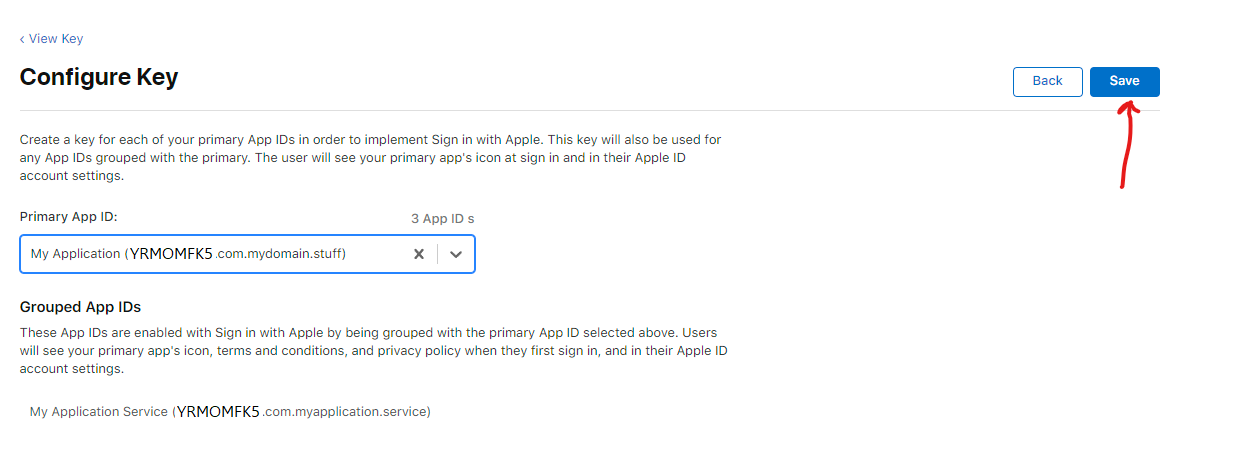 ‹ View Key
Configure Key
Back
Save
Create a key for each of your primary App IDs in order to implement Sign in with Apple. This key will also be used for
any App IDs grouped with the primary. The user will see your primary app's icon at sign in and in their Apple ID
account settings.
Primary App ID:
3 App ID s
My Application (YRMOMFK5.com.mydomain.stuff)
Grouped App IDs
These App IDs are enabled with Sign in with Apple by being grouped with the primary App ID selected above. Users
will see your primary app's icon, terms and conditions, and privacy policy when they first sign in, and in their Apple ID
account settings.
My Application Service (YRMOMFK5.com.myapplication.service)